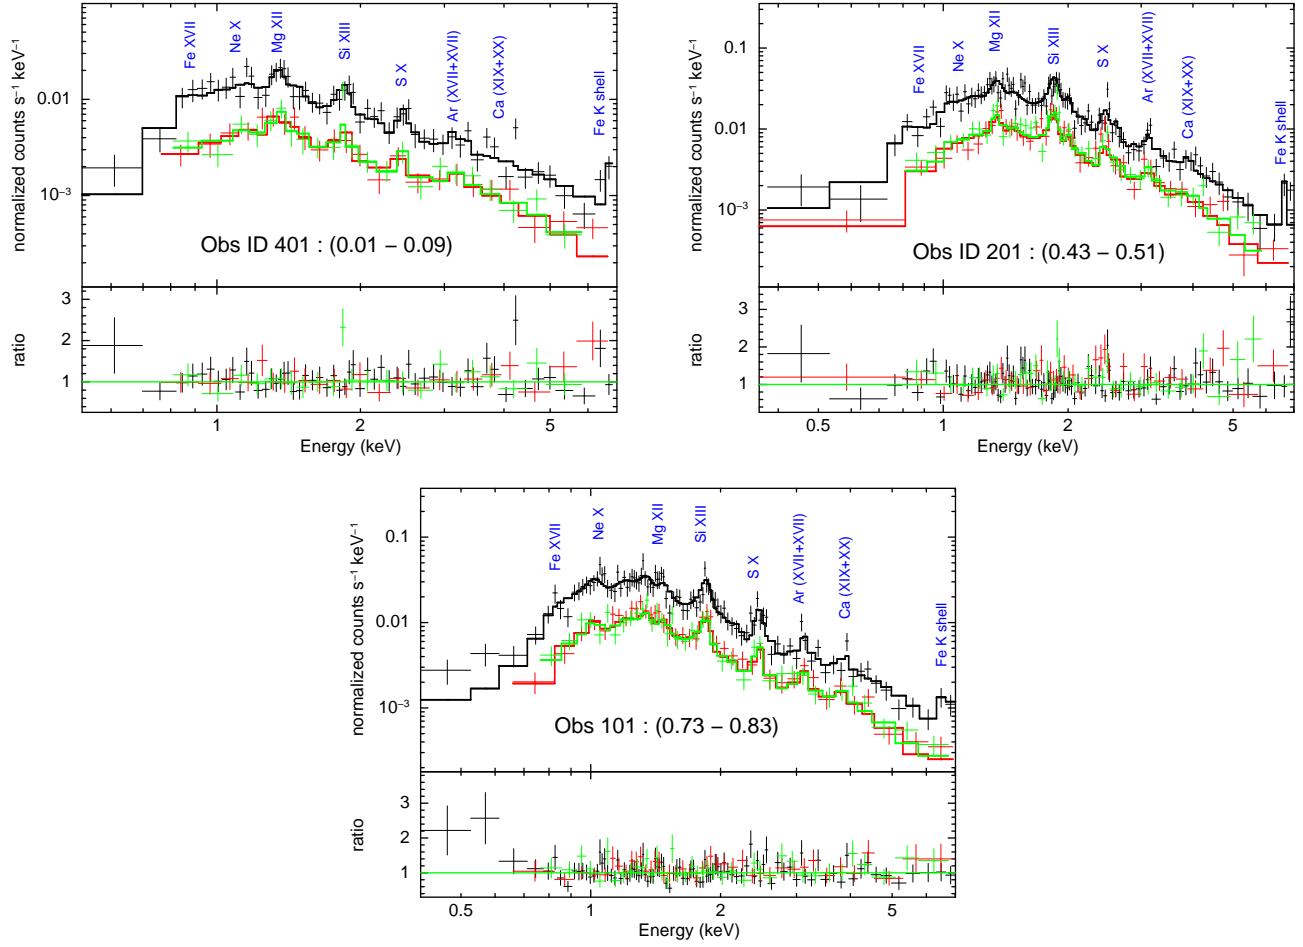 Fe XVII
Ne X
Mg XII
Si XIII
S X
Ar (XVII+XVII)
Ca (XIX+XX)
Fe K shell
normalized counts s⁻¹ keV⁻¹
0.01
10⁻³
Obs ID 401 : (0.01 – 0.09)
ratio
3
2
1
1 2 5
Energy (keV)
Fe XVII
Ne X
Mg XII
Si XIII
S X
Ar (XVII+XVII)
Ca (XIX+XX)
Fe K shell
normalized counts s⁻¹ keV⁻¹
0.1
0.01
10⁻³
Obs ID 201 : (0.43 – 0.51)
ratio
3
2
1
0.5 1 2 5
Energy (keV)
Fe XVII
Ne X
Mg XII
Si XIII
S X
Ar (XVII+XVII)
Ca (XIX+XX)
Fe K shell
normalized counts s⁻¹ keV⁻¹
0.1
0.01
10⁻³
Obs 101 : (0.73 – 0.83)
ratio
3
2
1
0.5 1 2 5
Energy (keV)